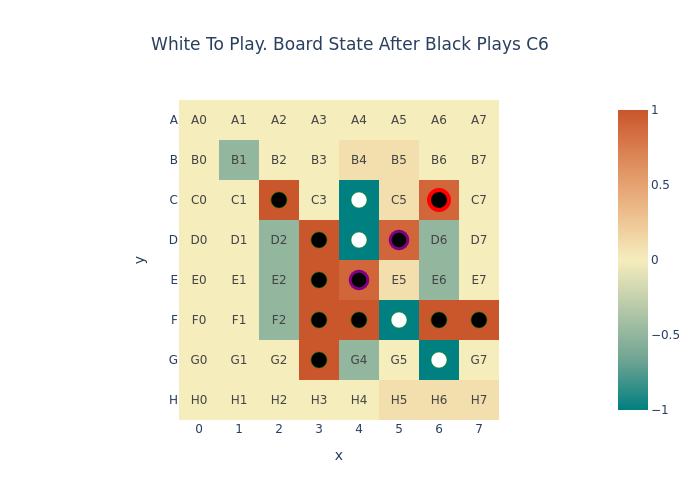 White To Play. Board State After Black Plays C6
A A0 A1 A2 A3 A4 A5 A6 A7
B B0 B1 B2 B3 B4 B5 B6 B7
C C0 C1 C3 C5 C7
D D0 D1 D2 D6 D7
E E0 E1 E2 E5 E6 E7
F F0 F1 F2
G G0 G1 G2 G4 G5 G7
H H0 H1 H2 H3 H4 H5 H6 H7
0 1 2 3 4 5 6 7
x
y
1
0.5
0
−0.5
−1